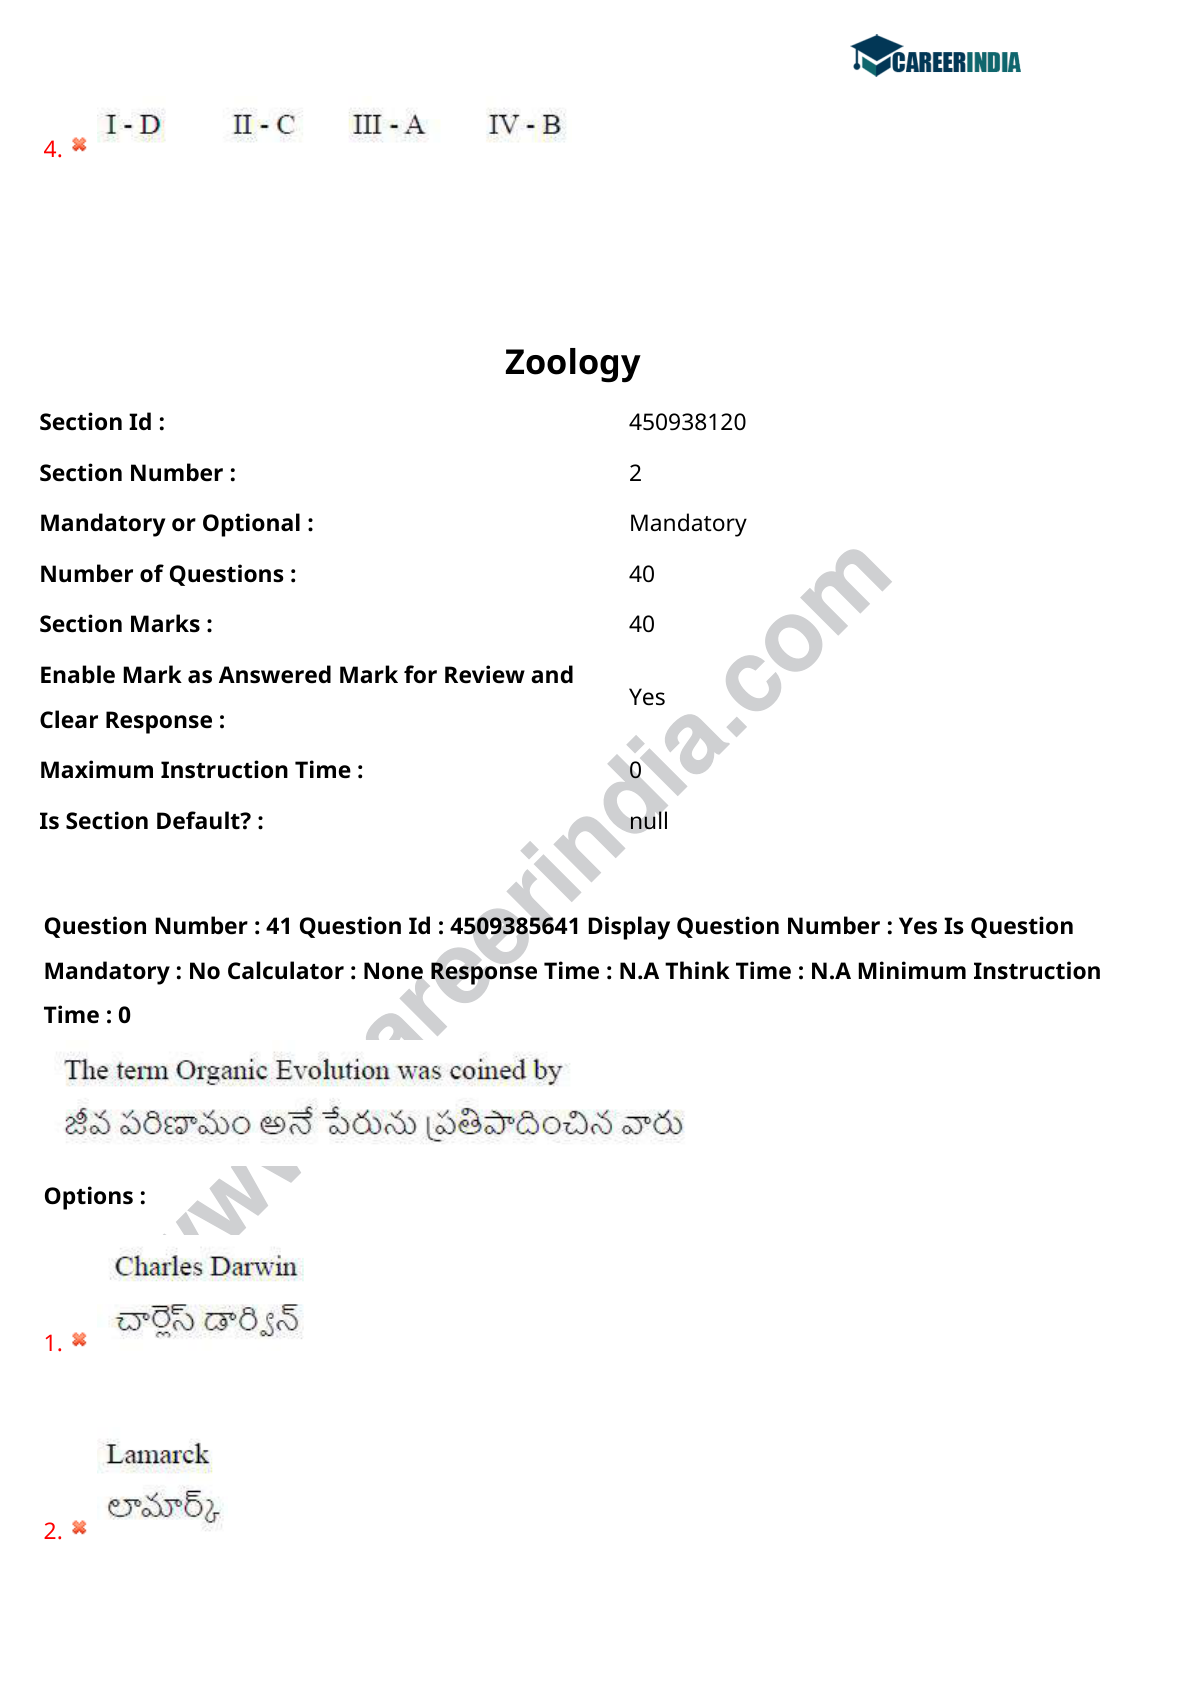 CAREERINDIA
I - D II - C III - A IV - B
4.
Zoology
Section Id : 450938120
Section Number : 2
Mandatory or Optional : Mandatory
Number of Questions : 40
Section Marks : 40
Enable Mark as Answered Mark for Review and
Clear Response :
Yes
Maximum Instruction Time : 0
Is Section Default? : null
Question Number : 41 Question Id : 4509385641 Display Question Number : Yes Is Question
Mandatory : No Calculator : None Response Time : N.A Think Time : N.A Minimum Instruction
Time : 0
The term Organic Evolution was coined by
జీవ పరిణామం అనే పేరును ప్రతిపాదించిన వారు
Options :
Charles Darwin
చార్లెస్ డార్విన్
1.
Lamarck
లామార్క్
2.